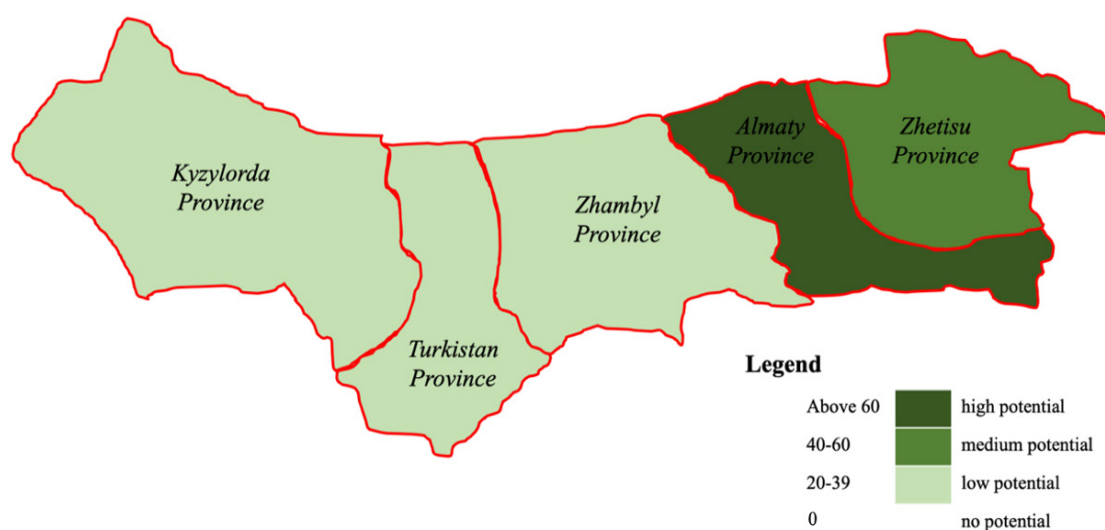 Kyzylorda
Province
Turkistan
Province
Zhambyl
Province
Almaty
Province
Zhetisu
Province
Legend
Above 60 high potential
40-60 medium potential
20-39 low potential
0 no potential